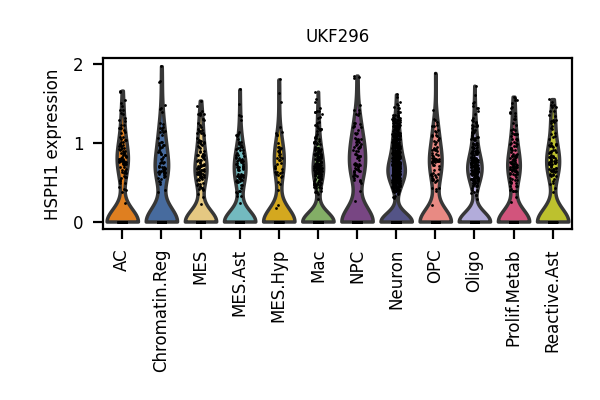 UKF296
HSPH1 expression
2
1
0
AC
Chromatin.Reg
MES
MES.Ast
MES.Hyp
Mac
NPC
Neuron
OPC
Oligo
Prolif.Metab
Reactive.Ast